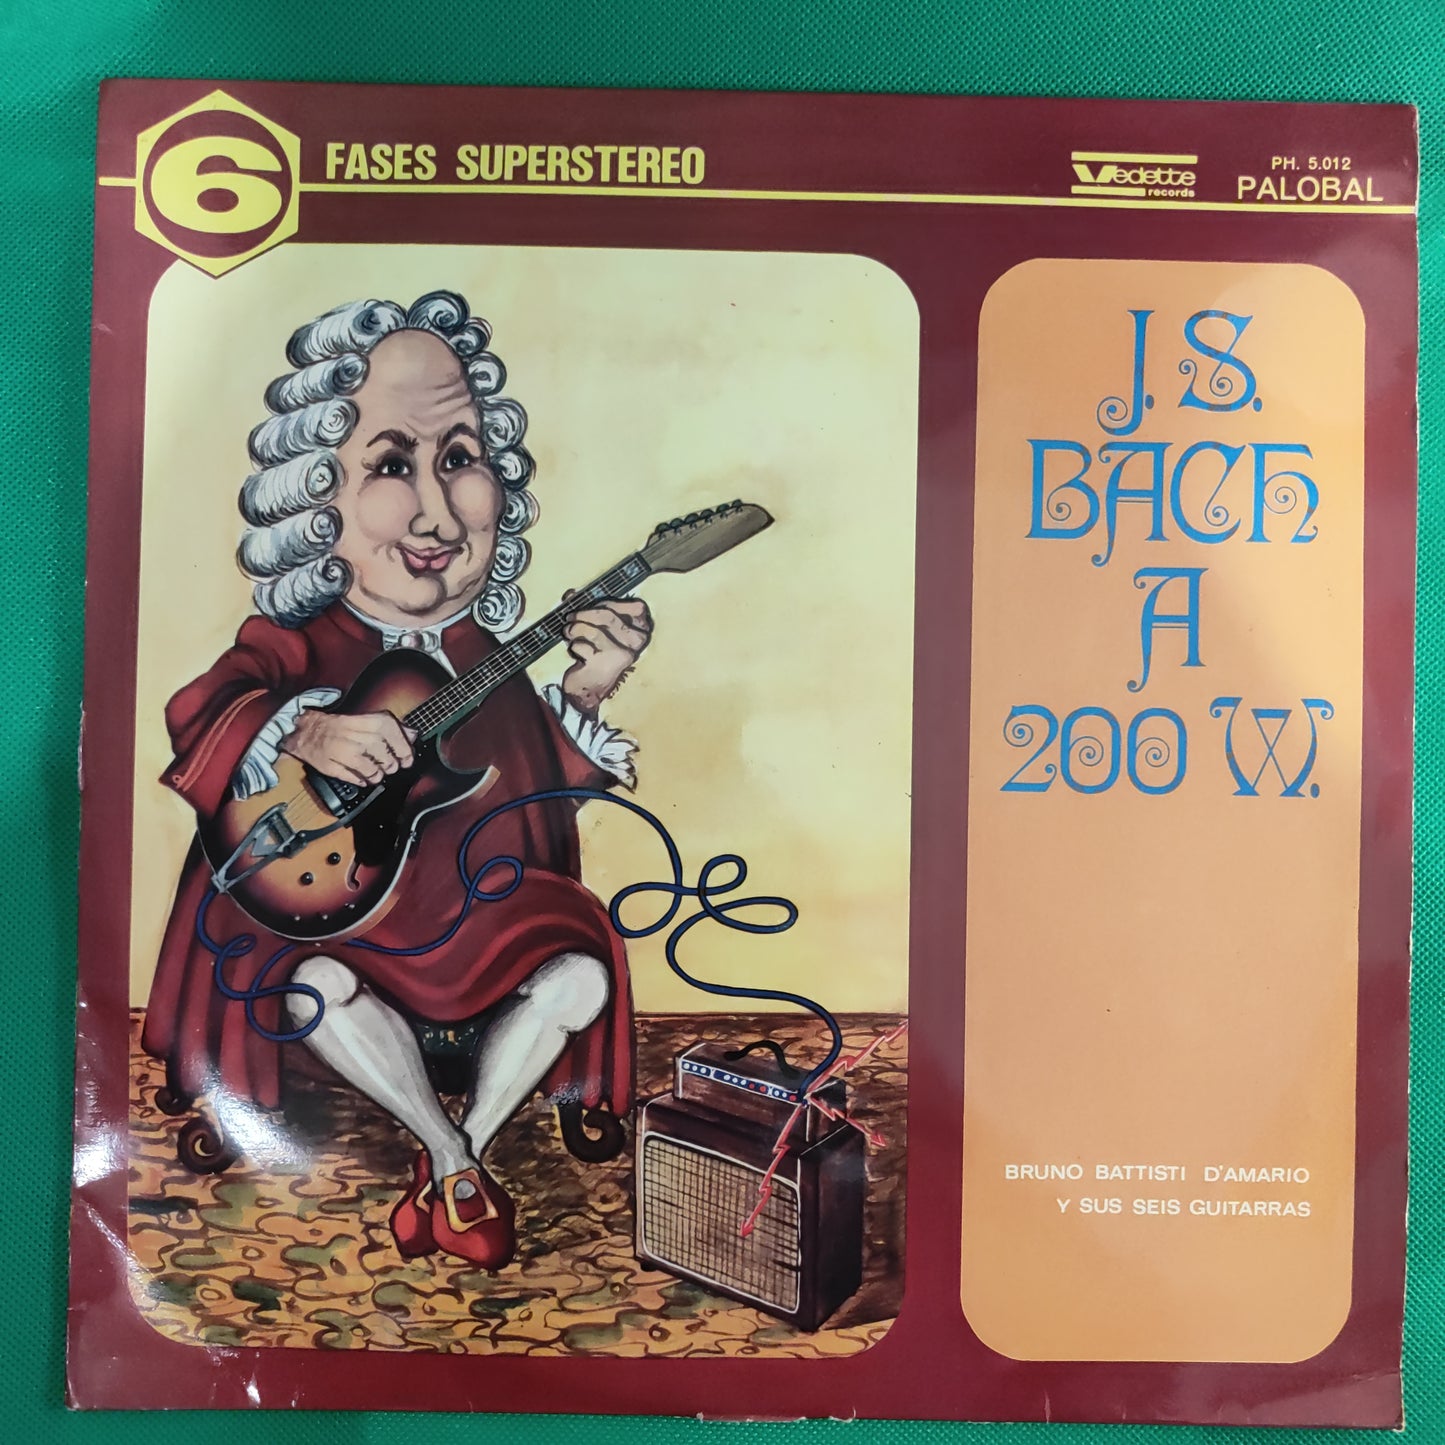 6
FASES SUPERSTEREO
Vedette
records
PH. 5.012
PALOBAL
J. S.
BACH
A
200 W.
BRUNO BATTISTI D'AMARIO
Y SUS SEIS GUITARRAS